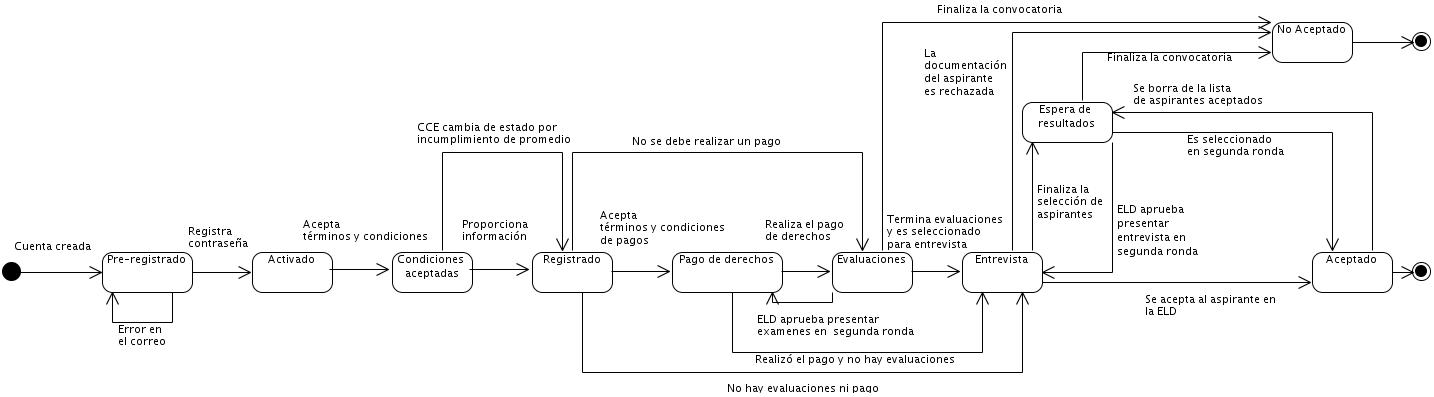 Finaliza la convocatoria
No Aceptado
La
documentación
del aspirante
es rechazada
Finaliza la convocatoria
Se borra de la lista
de aspirantes aceptados
Espera de
resultados
CCE cambia de estado por
incumplimiento de promedio
No se debe realizar un pago
Es seleccionado
en segunda ronda
Finaliza la
selección de
aspirantes
ELD aprueba
presentar
entrevista en
segunda ronda
Cuenta creada
Registra
contraseña
Acepta
términos y condiciones
Proporciona
información
Acepta
términos y condiciones
de pagos
Realiza el pago
de derechos
Termina evaluaciones
y es seleccionado
para entrevista
Pre-registrado
Activado
Condiciones
aceptadas
Registrado
Pago de derechos
Evaluaciones
Entrevista
Aceptado
Error en
el correo
ELD aprueba presentar
examenes en segunda ronda
Se acepta al aspirante en
la ELD
Realizó el pago y no hay evaluaciones
No hay evaluaciones ni pago